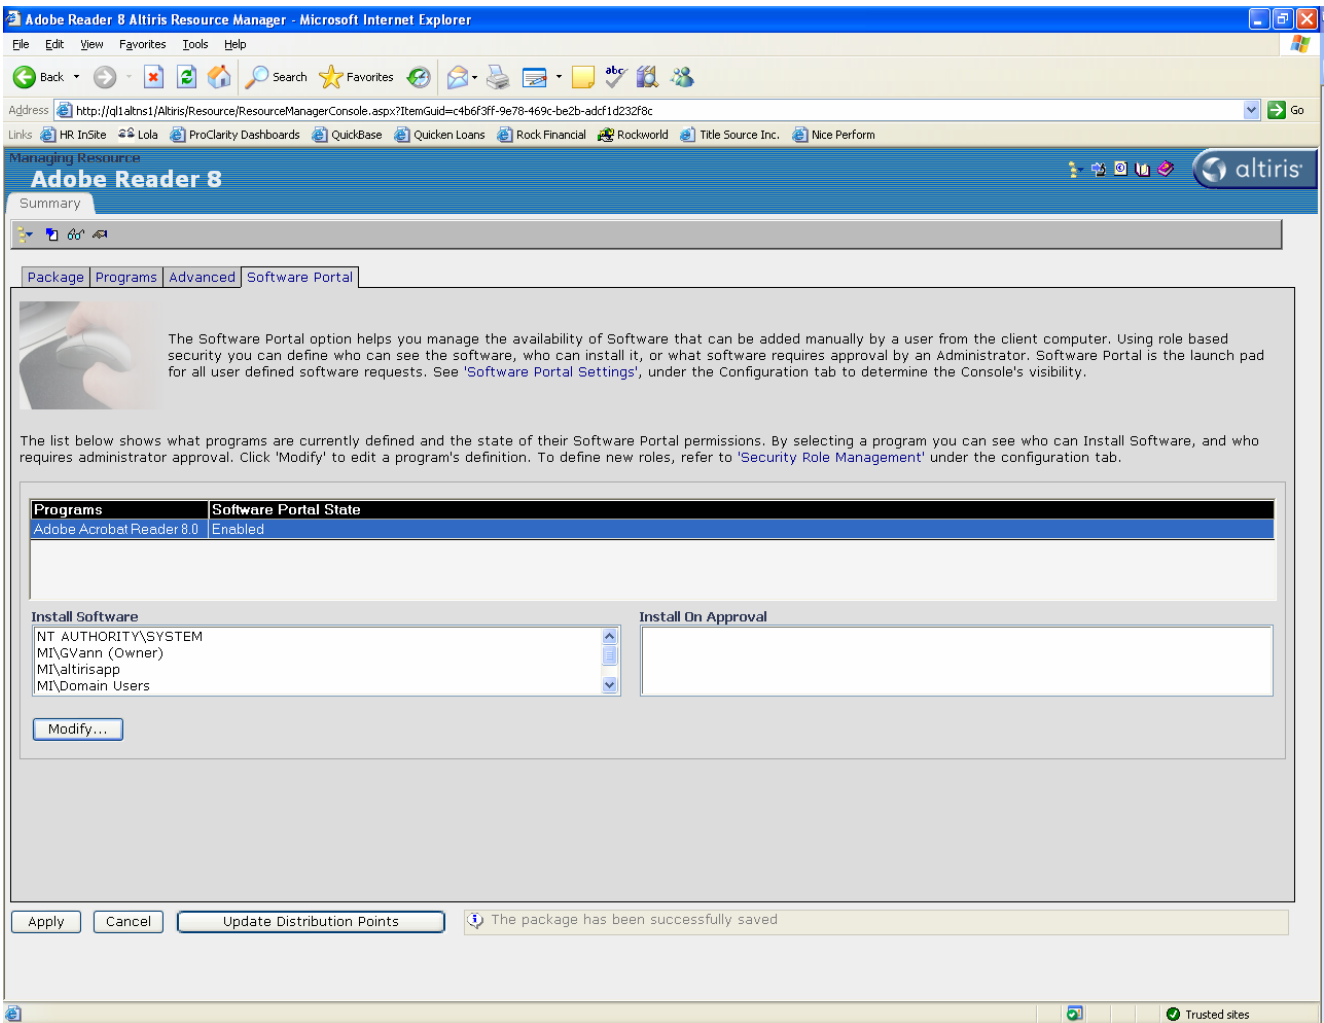 Adobe Reader 8 Altiris Resource Manager - Microsoft Internet Explorer
File Edit View Favorites Tools Help
Back Search Favorites
Address http://ql1altns1/Altiris/Resource/ResourceManagerConsole.aspx?ItemGuid=c4b6f3ff-9e78-469c-be2b-adcf1d232f8c Go
Links HR InSite Lola ProClarity Dashboards QuickBase Quicken Loans Rock Financial Rockworld Title Source Inc. Nice Perform
Managing Resource
Adobe Reader 8
altiris
Summary
Package Programs Advanced Software Portal
The Software Portal option helps you manage the availability of Software that can be added manually by a user from the client computer. Using role based
security you can define who can see the software, who can install it, or what software requires approval by an Administrator. Software Portal is the launch pad
for all user defined software requests. See 'Software Portal Settings', under the Configuration tab to determine the Console's visibility.
The list below shows what programs are currently defined and the state of their Software Portal permissions. By selecting a program you can see who can Install Software, and who
requires administrator approval. Click 'Modify' to edit a program's definition. To define new roles, refer to 'Security Role Management' under the configuration tab.
Programs Software Portal State
Adobe Acrobat Reader 8.0 Enabled
Install Software Install On Approval
NT AUTHORITY\SYSTEM
MI\GVann (Owner)
MI\altirisapp
MI\Domain Users
Modify...
Apply Cancel Update Distribution Points The package has been successfully saved
Trusted sites